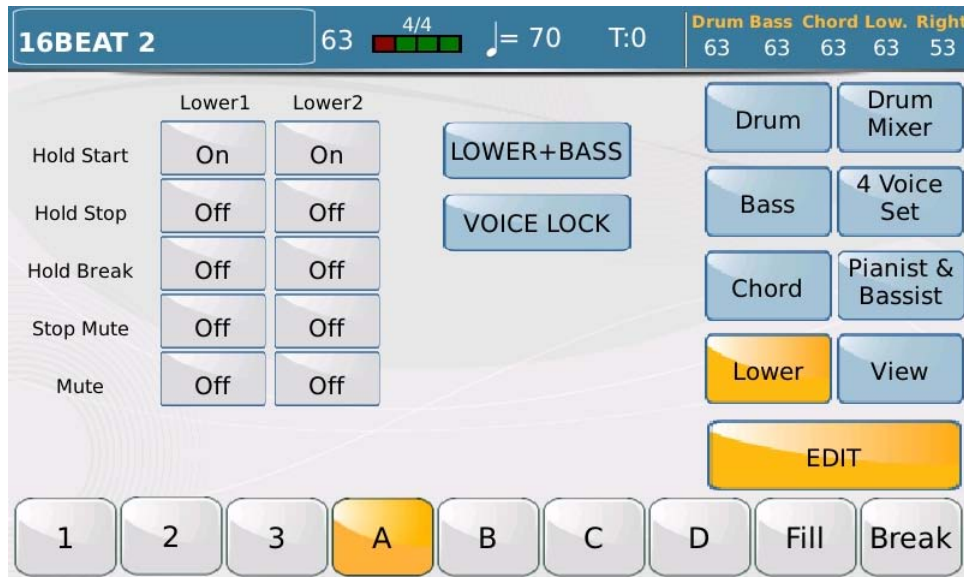 16BEAT 2 63 4/4 ♩= 70 T:0
Drum Bass Chord Low. Right
63 63 63 63 53
Lower1 Lower2
Hold Start On On
Hold Stop Off Off
Hold Break Off Off
Stop Mute Off Off
Mute Off Off
LOWER+BASS
VOICE LOCK
Drum
Drum
Mixer
Bass
4 Voice
Set
Chord
Pianist &
Bassist
Lower
View
EDIT
1 2 3 A B C D Fill Break